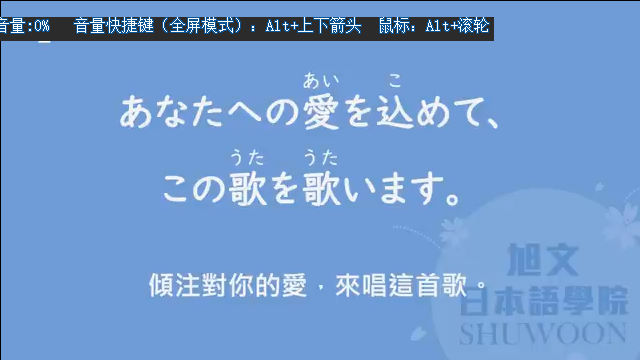 音量:0% 音量快捷键（全屏模式）：Alt+上下箭头 鼠标：Alt+滚轮
あい こ
あなたへの愛を込めて、
うた うた
この歌を歌います。
傾注對你的愛，來唱這首歌。
旭文
日本語學院
SHUWOON